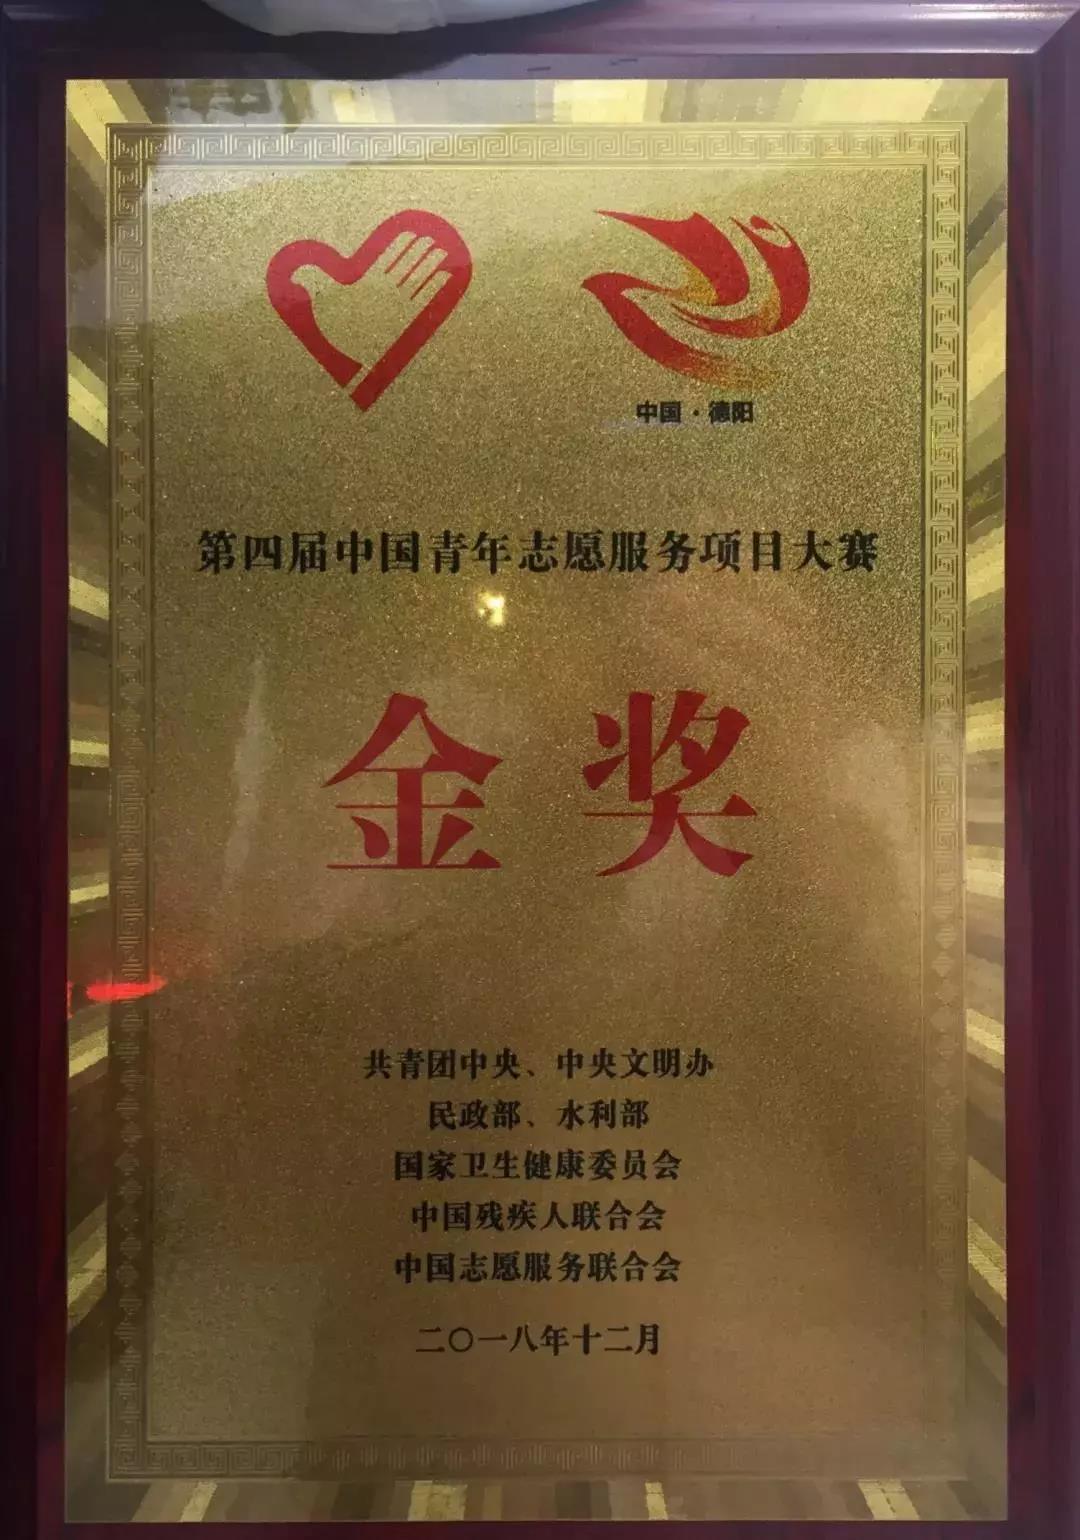 中国·德阳
第四届中国青年志愿服务项目大赛
金奖
共青团中央、中央文明办
民政部、水利部
国家卫生健康委员会
中国残疾人联合会
中国志愿服务联合会
二〇一八年十二月